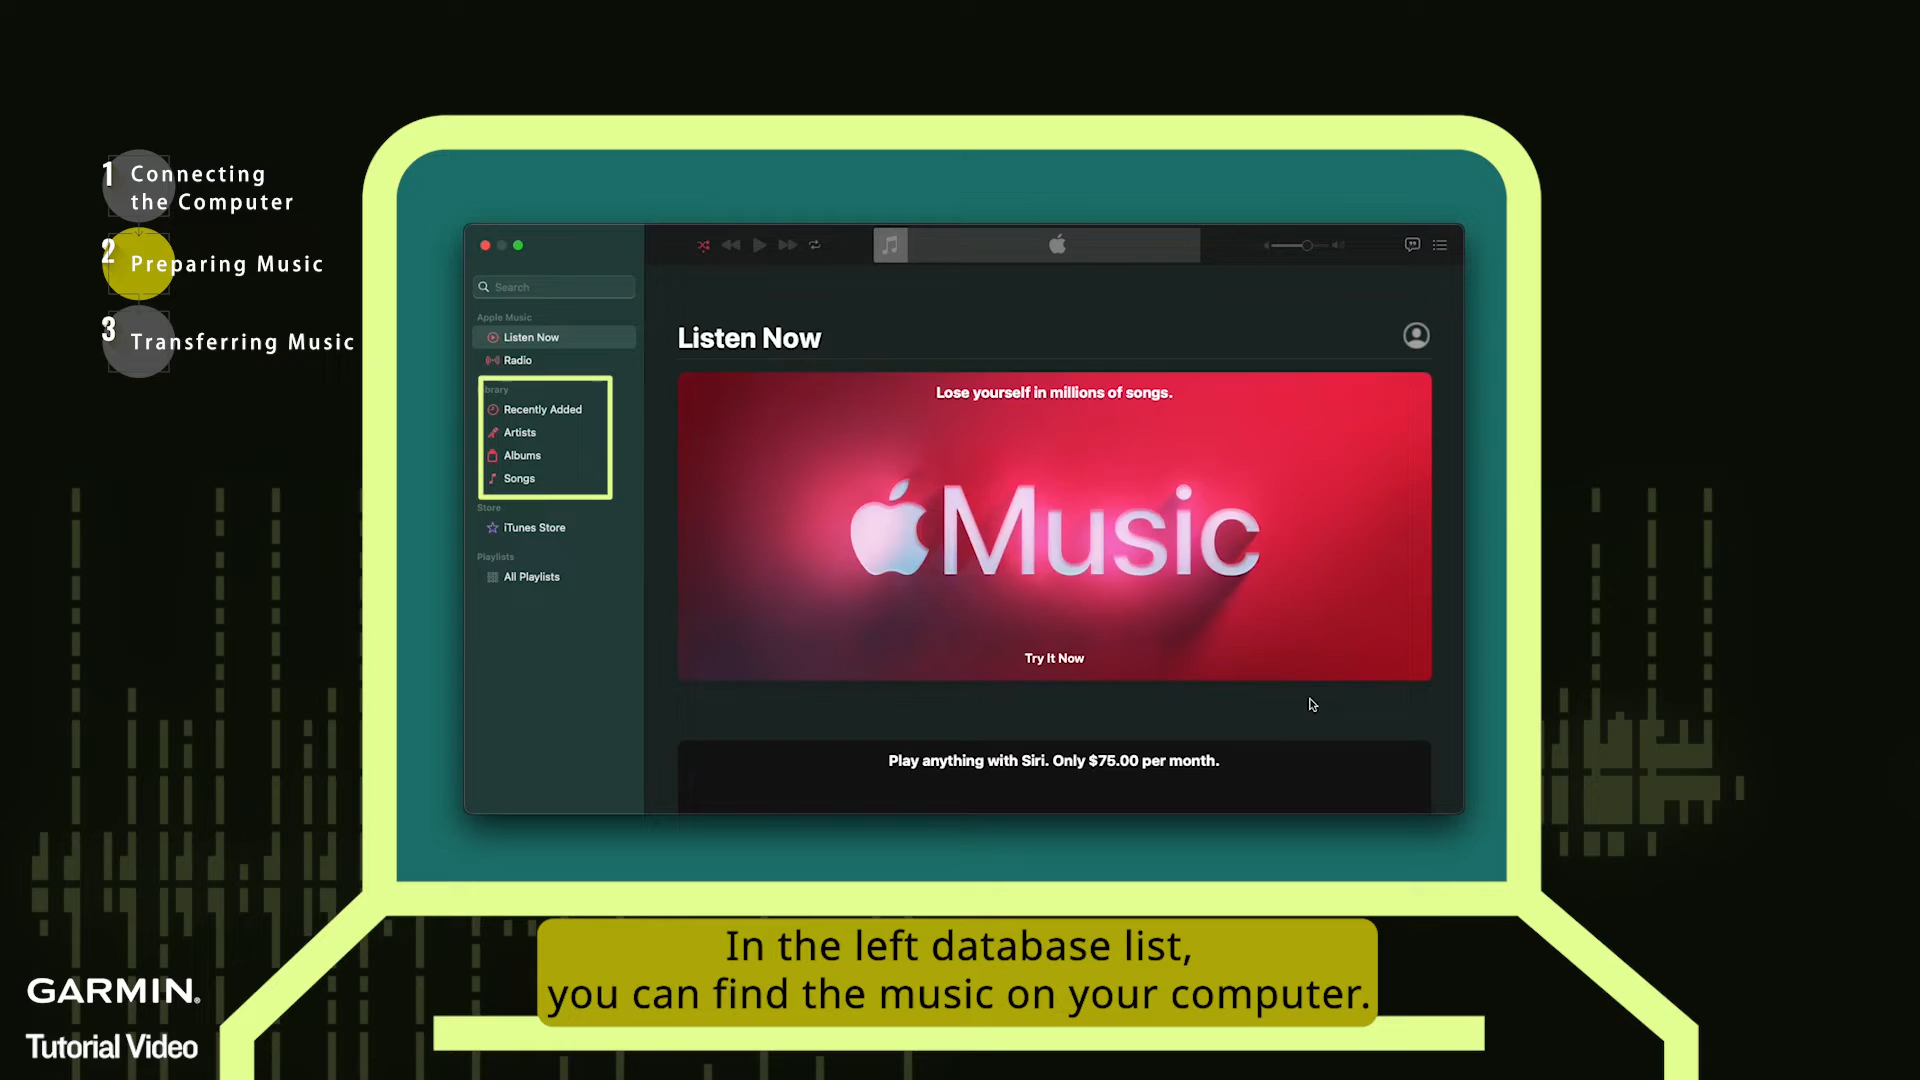 1 Connecting
the Computer
2 Preparing Music
3 Transferring Music
Search
Apple Music
Listen Now
Radio
brary
Recently Added
Artists
Albums
Songs
Store
iTunes Store
Playlists
All Playlists
Listen Now
Lose yourself in millions of songs.
Music
Try It Now
Play anything with Siri. Only $75.00 per month.
In the left database list,
you can find the music on your computer.
GARMIN.
Tutorial Video